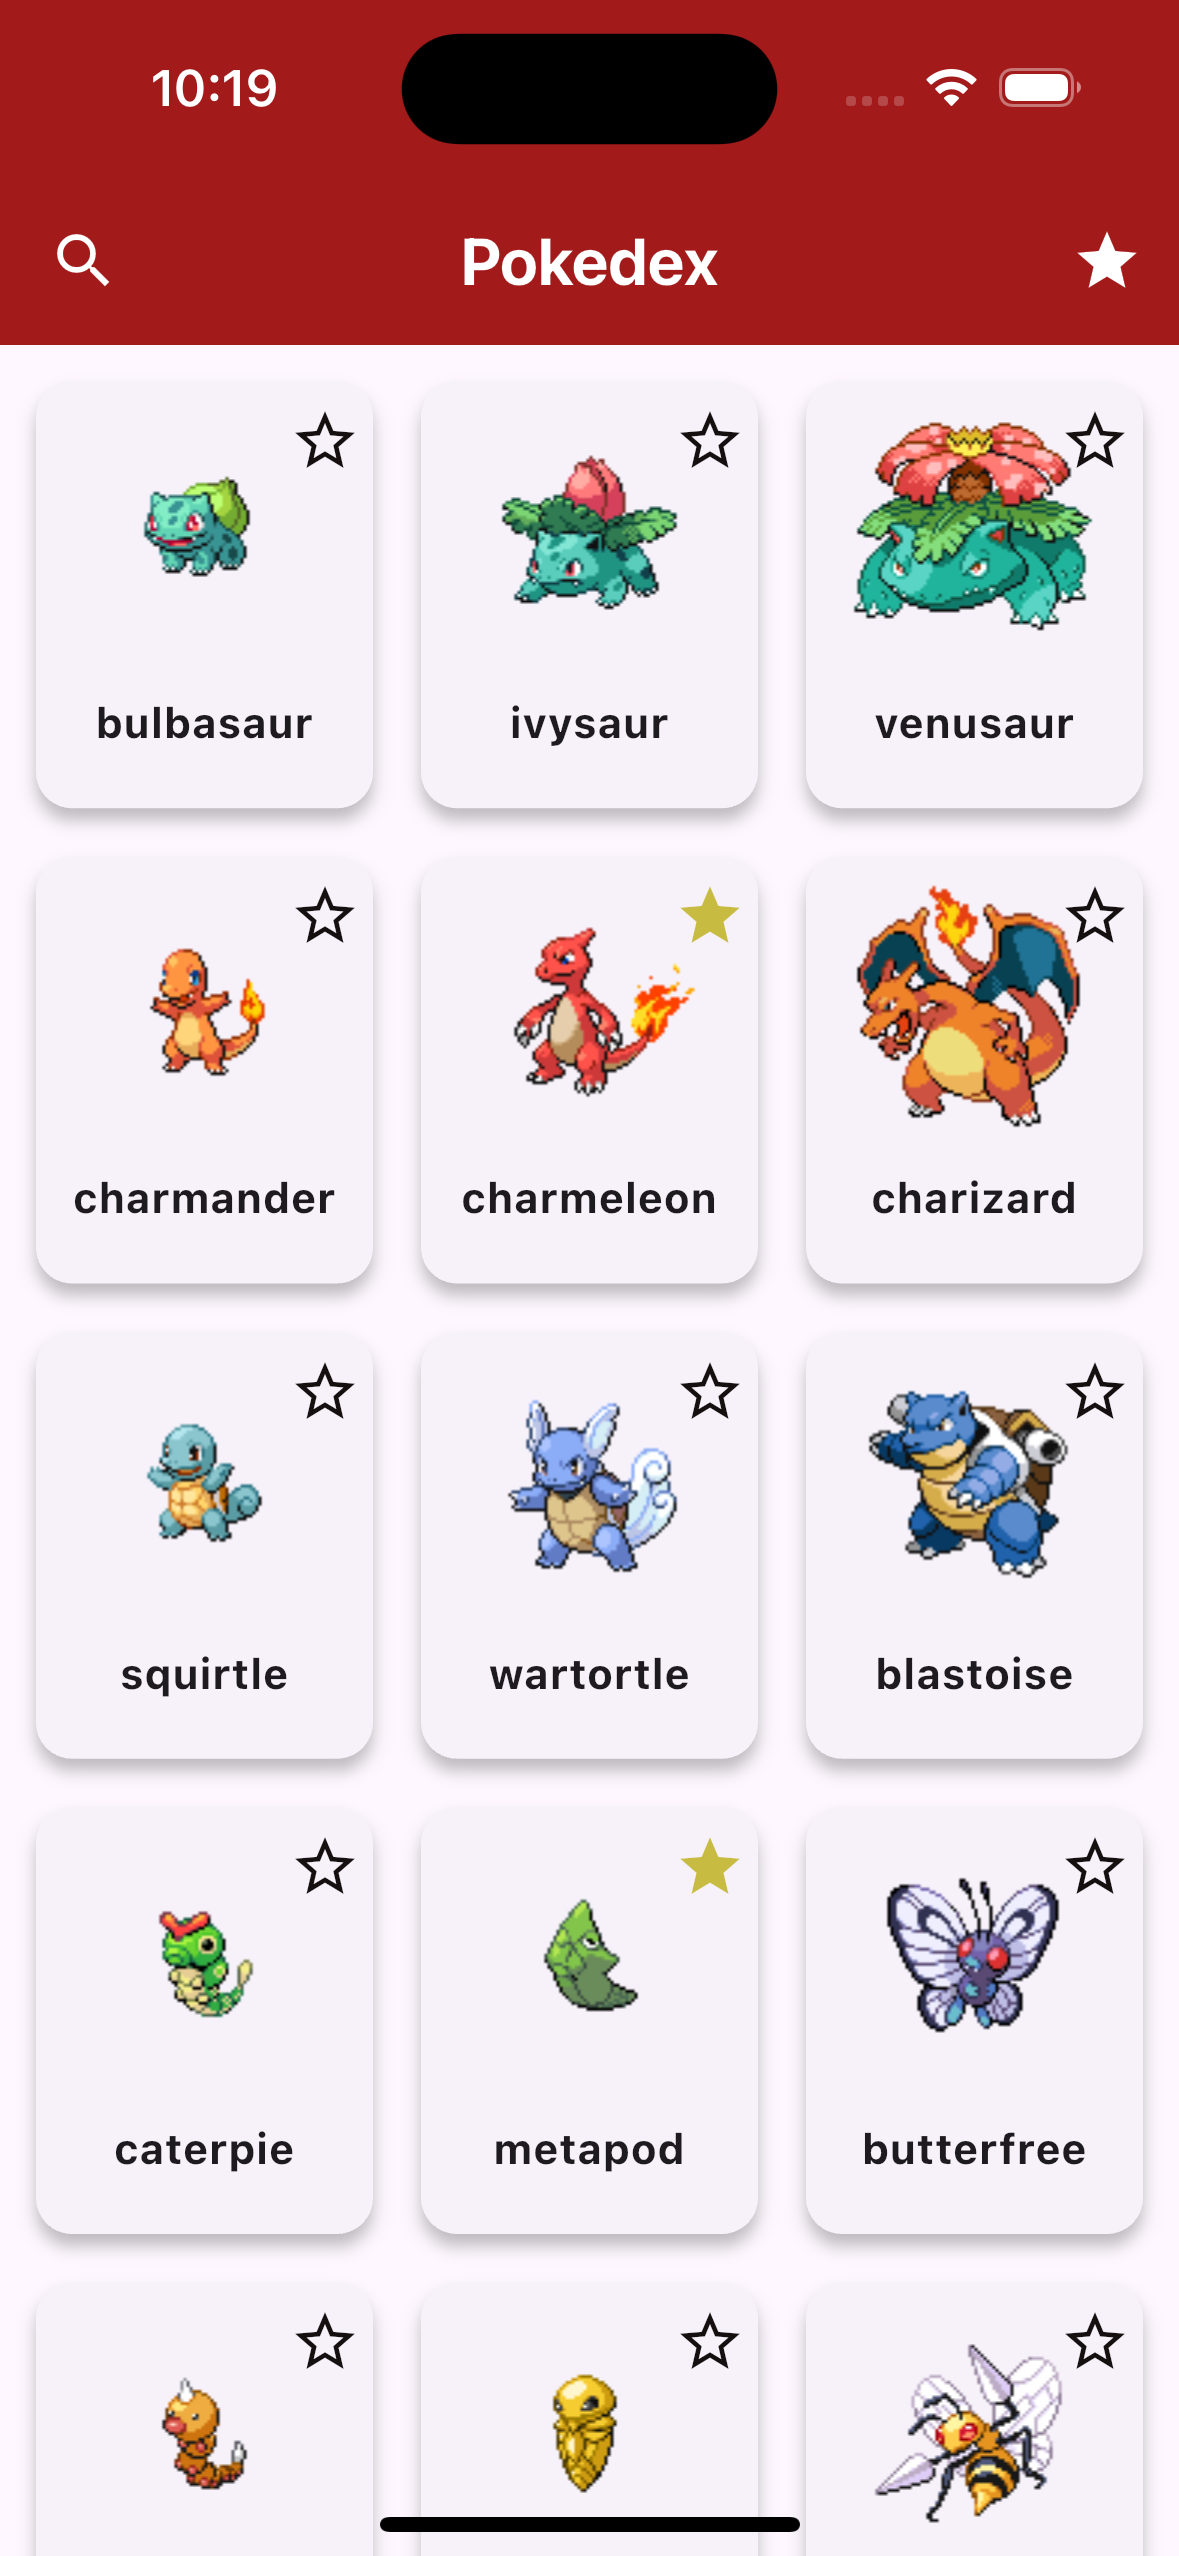 10:19
Pokedex
bulbasaur ivysaur venusaur
charmander charmeleon charizard
squirtle wartortle blastoise
caterpie metapod butterfree